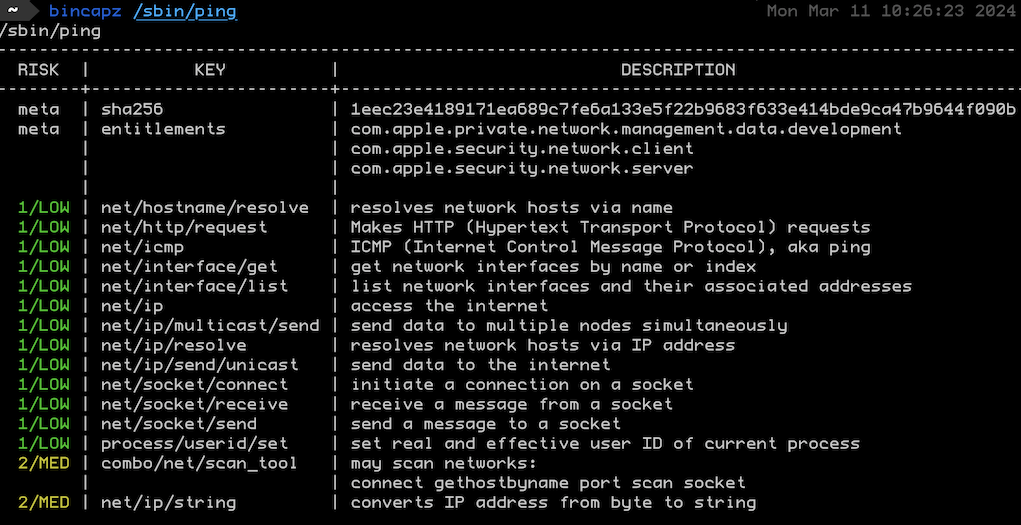 ~ bincapz /sbin/ping Mon Mar 11 10:26:23 2024
/sbin/ping
RISK | KEY | DESCRIPTION
meta | sha256 | 1eec23e4189171ea689c7fe6a133e5f22b9683f633e414bde9ca47b9644f090b
meta | entitlements | com.apple.private.network.management.data.development
| | com.apple.security.network.client
| | com.apple.security.network.server
| |
1/LOW | net/hostname/resolve | resolves network hosts via name
1/LOW | net/http/request | Makes HTTP (Hypertext Transport Protocol) requests
1/LOW | net/icmp | ICMP (Internet Control Message Protocol), aka ping
1/LOW | net/interface/get | get network interfaces by name or index
1/LOW | net/interface/list | list network interfaces and their associated addresses
1/LOW | net/ip | access the internet
1/LOW | net/ip/multicast/send | send data to multiple nodes simultaneously
1/LOW | net/ip/resolve | resolves network hosts via IP address
1/LOW | net/ip/send/unicast | send data to the internet
1/LOW | net/socket/connect | initiate a connection on a socket
1/LOW | net/socket/receive | receive a message from a socket
1/LOW | net/socket/send | send a message to a socket
1/LOW | process/userid/set | set real and effective user ID of current process
2/MED | combo/net/scan_tool | may scan networks:
| | connect gethostbyname port scan socket
2/MED | net/ip/string | converts IP address from byte to string